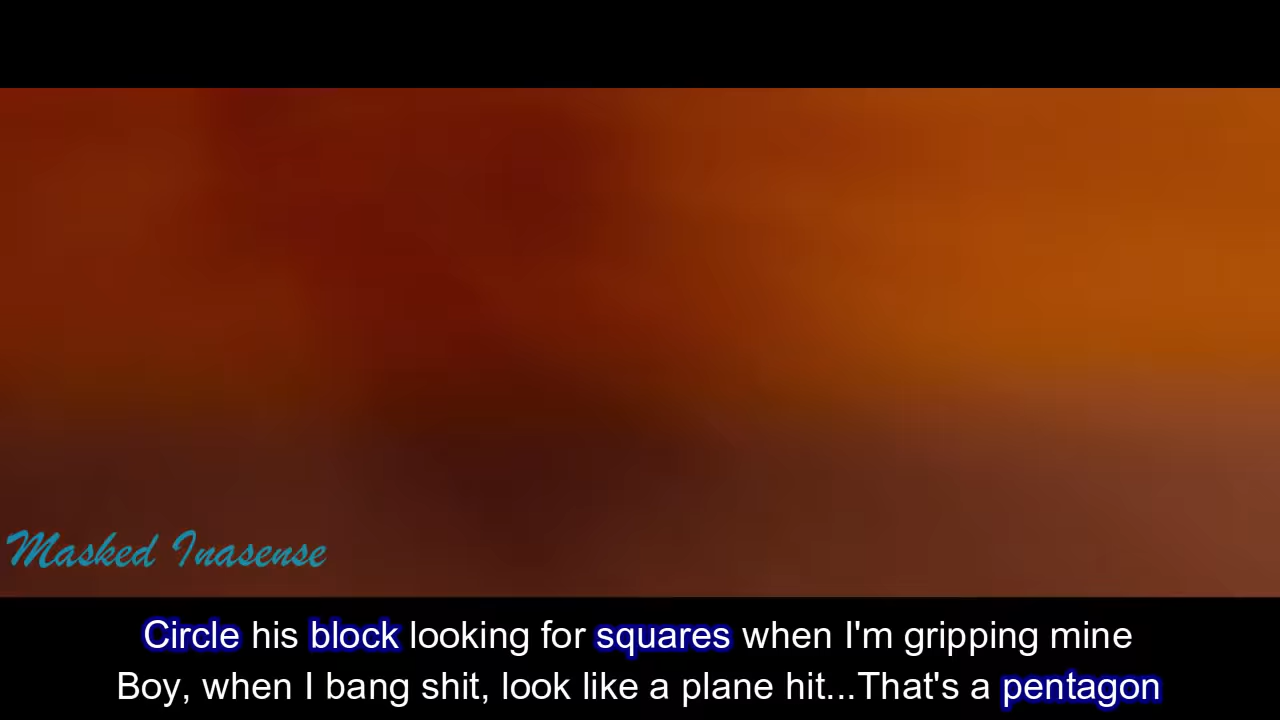 Masked Inasense
Circle his block looking for squares when I'm gripping mine
Boy, when I bang shit, look like a plane hit...That's a pentagon